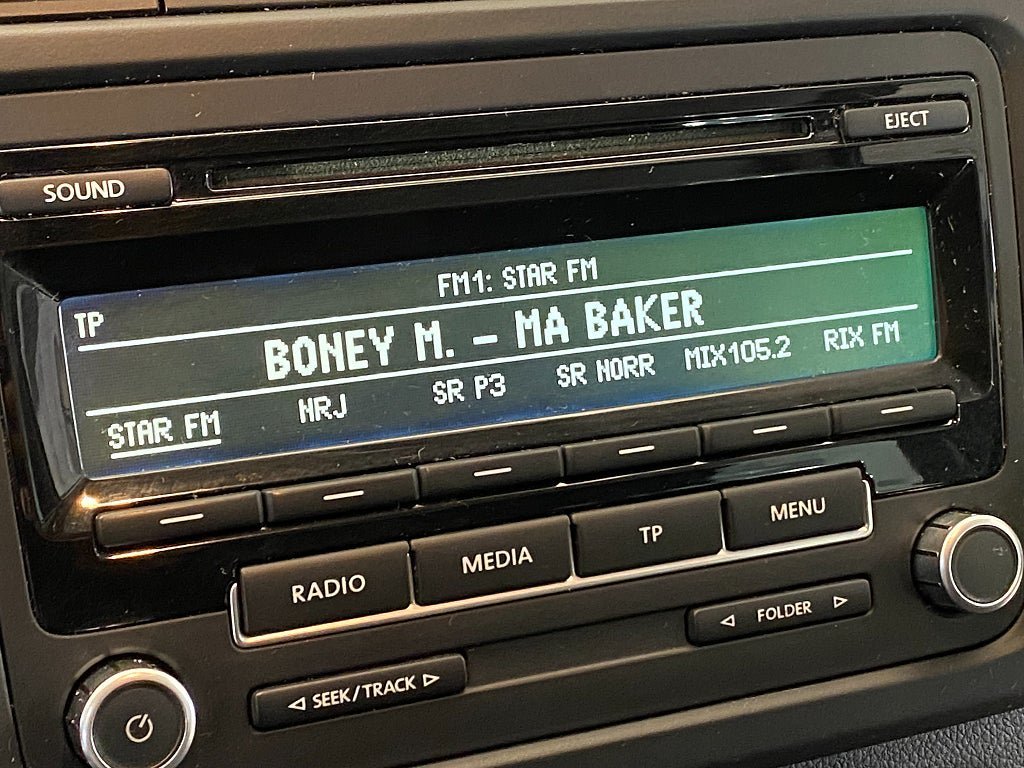 EJECT
SOUND
FM1: STAR FM
TP
BONEY M. – MA BAKER
STAR FM NRJ SR P3 SR NORR MIX105.2 RIX FM
RADIO MEDIA TP MENU
◁ FOLDER ▷
◁ SEEK/TRACK ▷